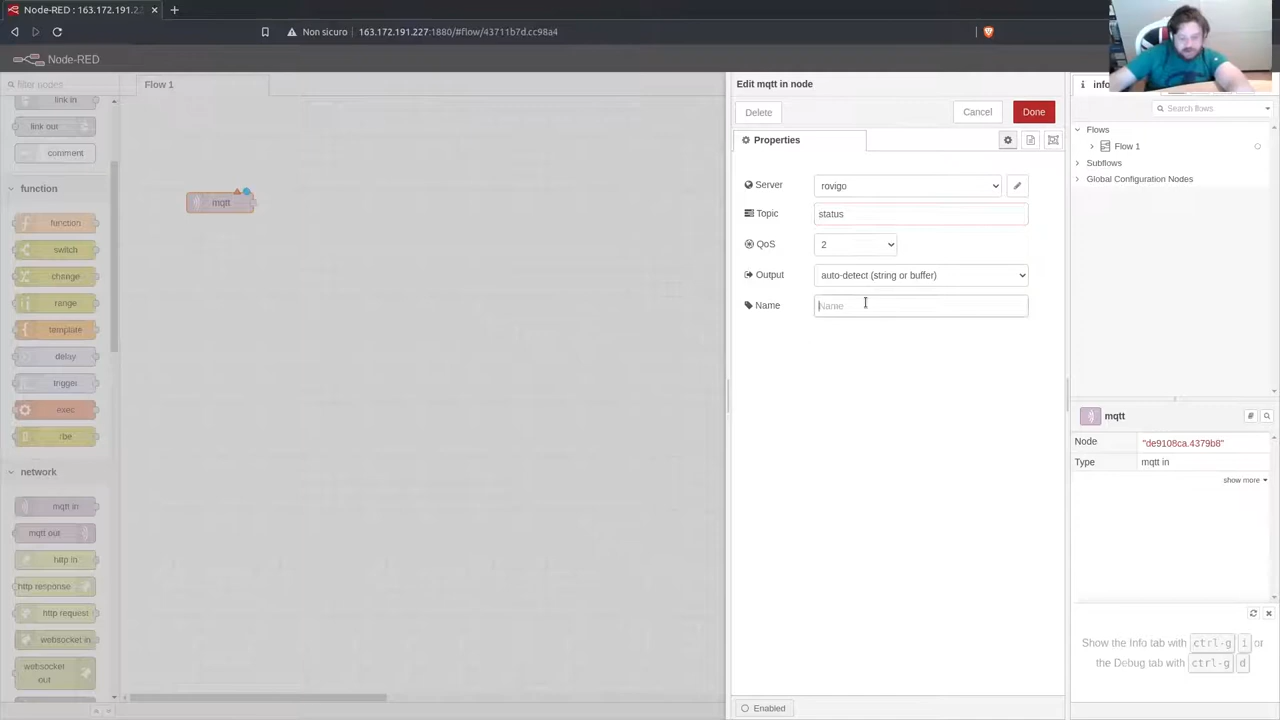 Node-RED : 163.172.191.2
Non sicuro
163.172.191.227:1880/#flow/43711b7d.cc98a4
Node-RED
filter nodes
Flow 1
Edit mqtt in node
info
Delete
Cancel
Done
Search flows
Properties
Flows
Flow 1
Subflows
Global Configuration Nodes
link in
link out
comment
function
function
switch
change
range
template
delay
trigger
exec
rbe
network
mqtt in
mqtt out
http in
http response
http request
websocket in
websocket
out
mqtt
Server
rovigo
Topic
status
QoS
2
Output
auto-detect (string or buffer)
Name
Name
mqtt
Node
"de9108ca.4379b8"
Type
mqtt in
show more
Show the Info tab with ctrl-g i or
the Debug tab with ctrl-g d
Enabled